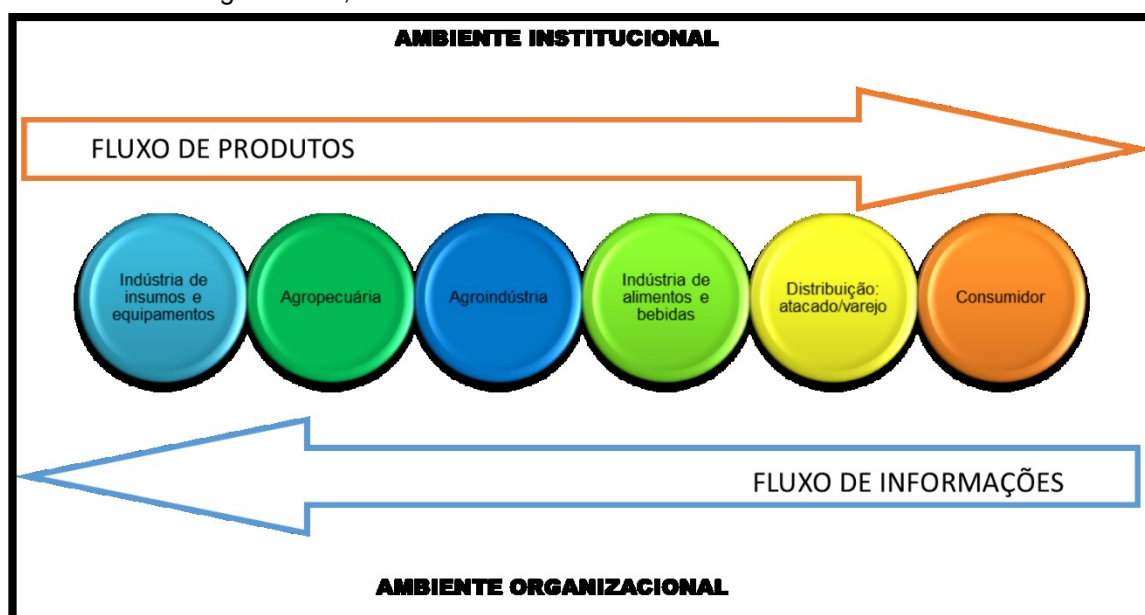 AMBIENTE INSTITUCIONAL
FLUXO DE PRODUTOS
Indústria de
insumos e
equipamentos
Agropecuária
Agroindústria
Indústria de
alimentos e
bebidas
Distribuição:
atacado/varejo
Consumidor
FLUXO DE INFORMAÇÕES
AMBIENTE ORGANIZACIONAL